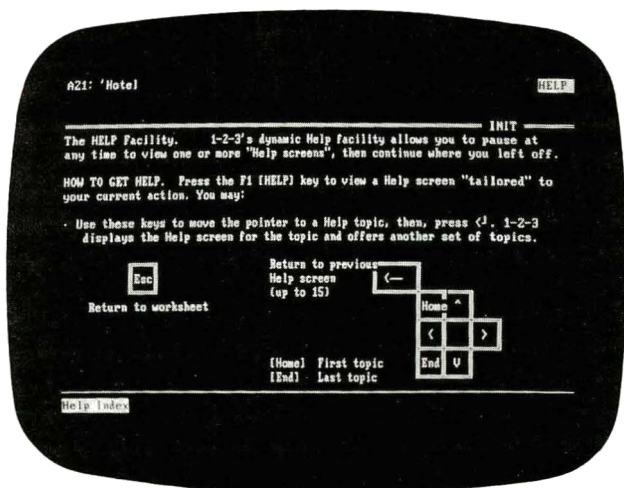 A21: 'Hotel HELP
INIT
The HELP Facility. 1-2-3's dynamic Help facility allows you to pause at
any time to view one or more "Help screens", then continue where you left off.
HOW TO GET HELP. Press the F1 [HELP] key to view a Help screen "tailored" to
your current action. You may:
· Use these keys to move the pointer to a Help topic, then, press <┘. 1-2-3
displays the Help screen for the topic and offers another set of topics.
Esc
Return to worksheet
Return to previous
Help screen
(up to 15)
<—
Home ^
< >
End V
[Home] First topic
[End] Last topic
Help Index